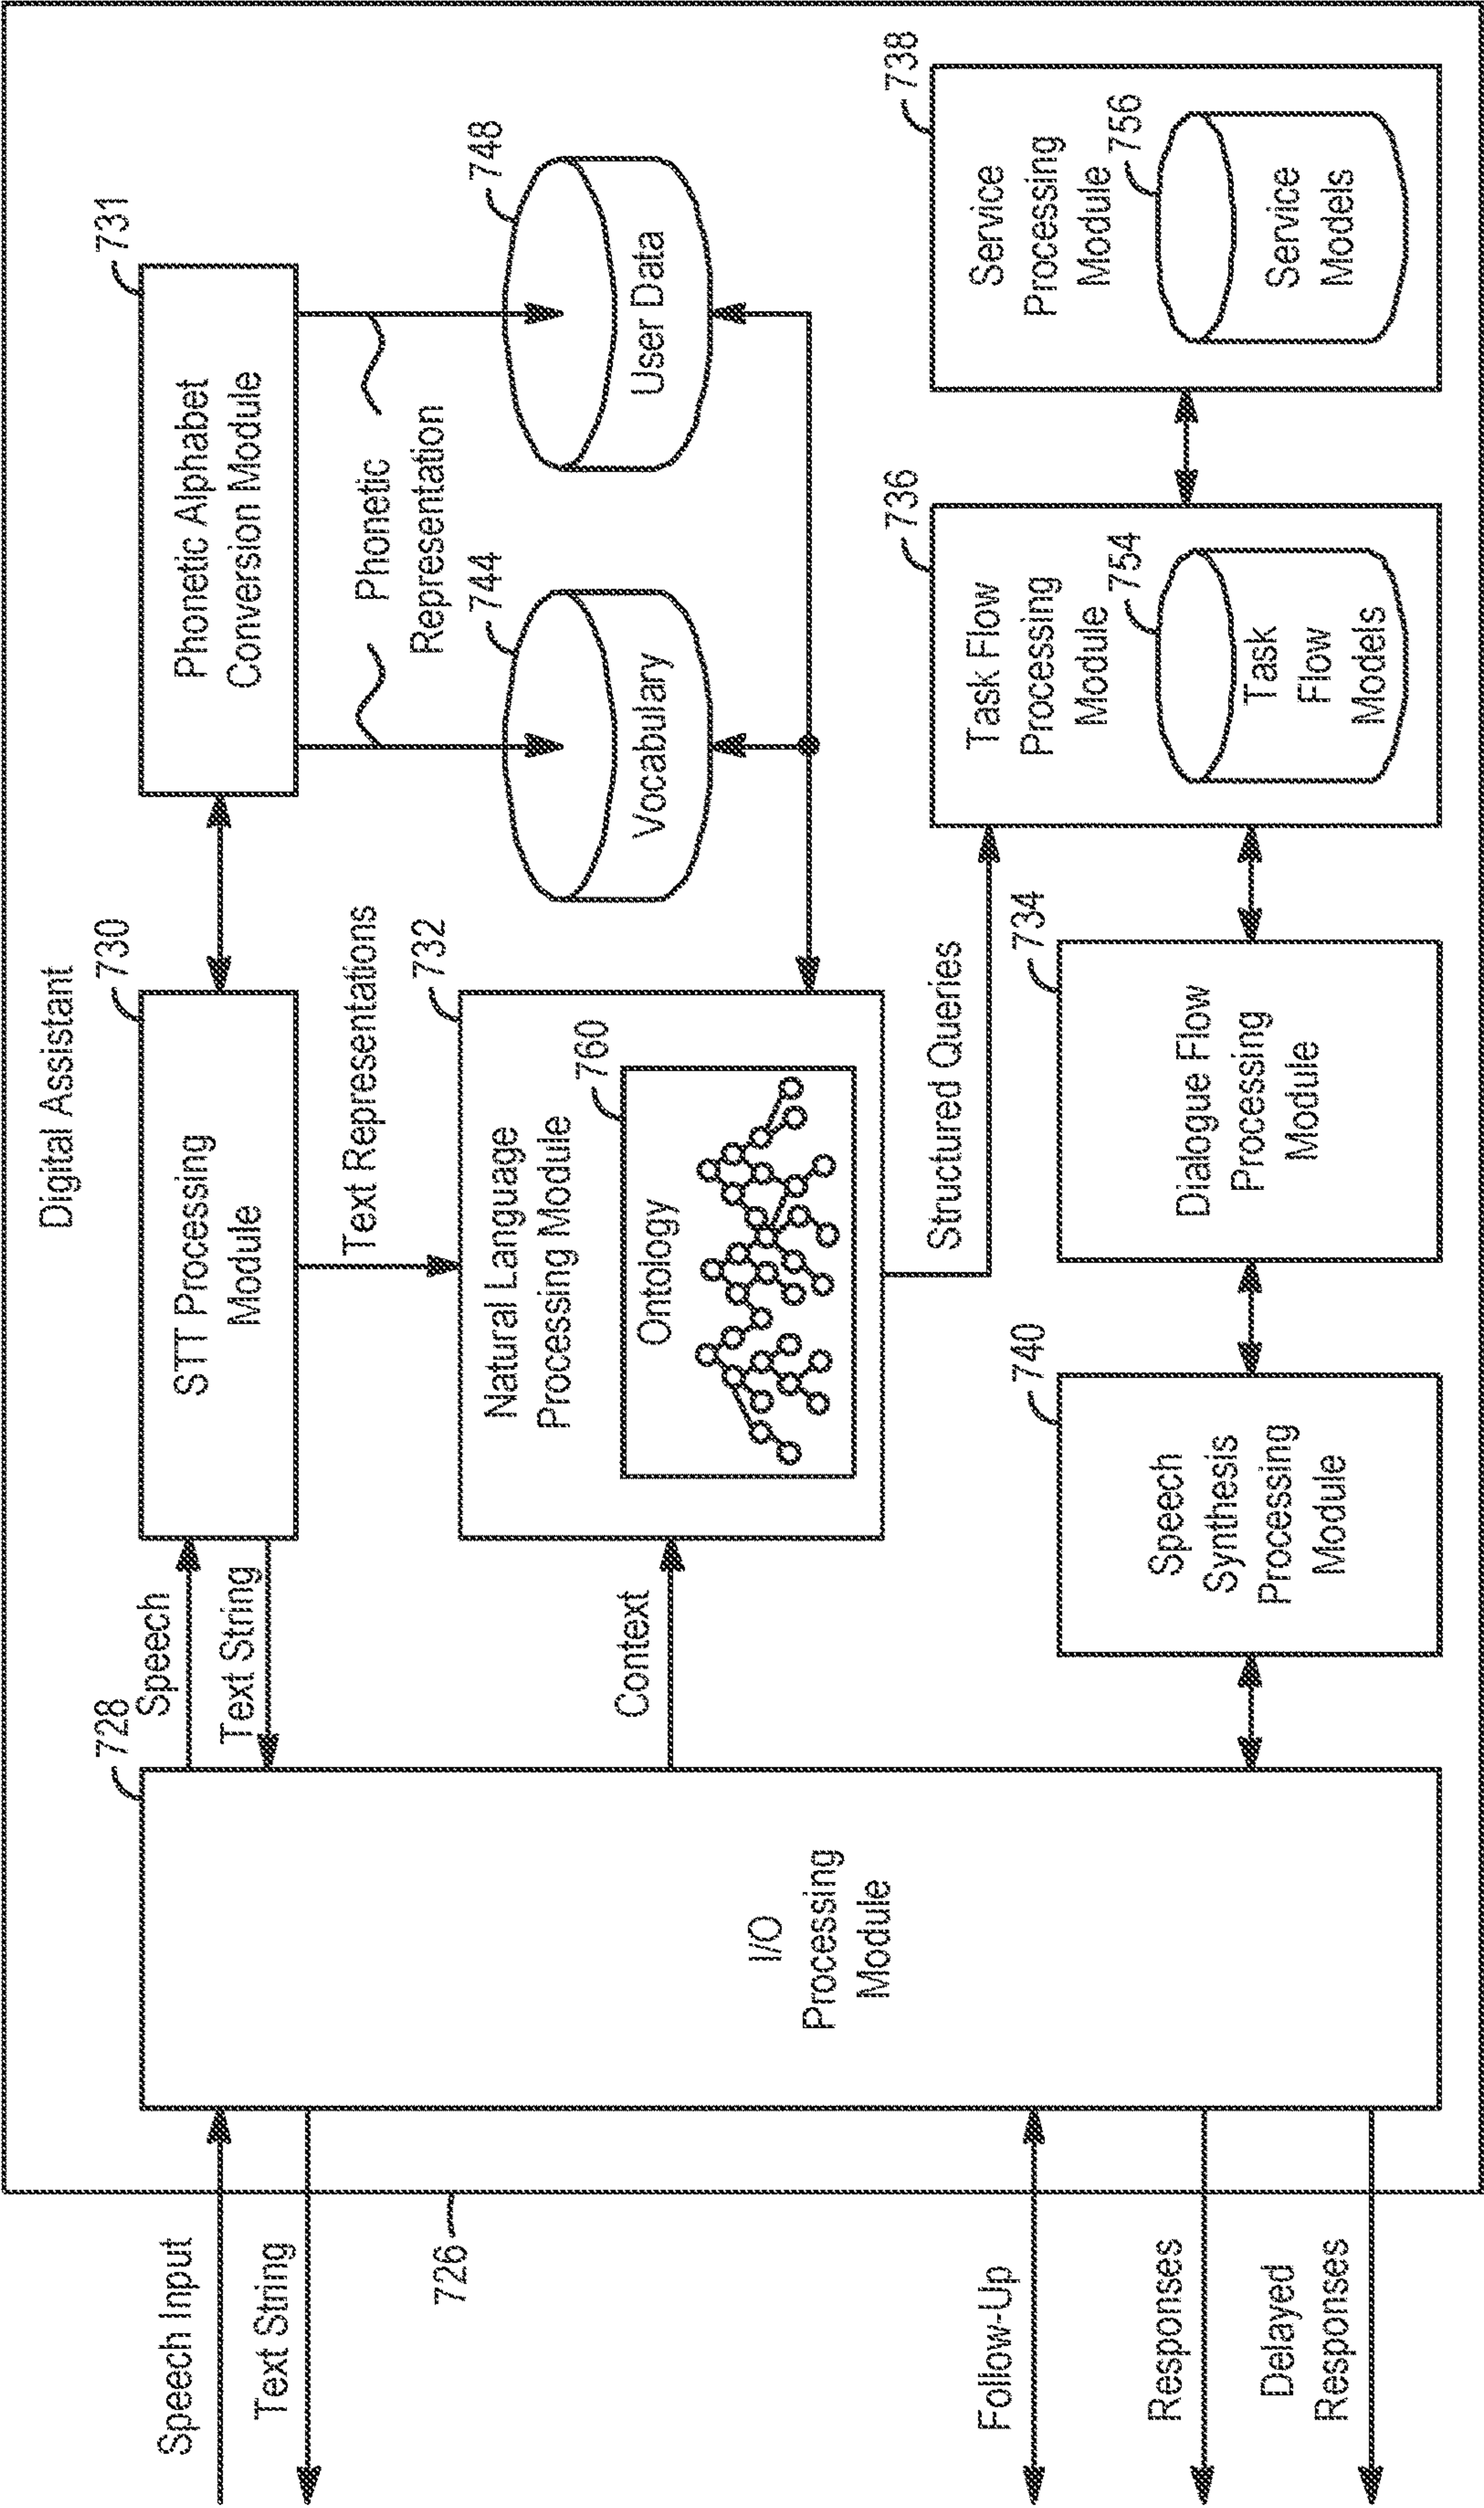 Digital Assistant
726
Speech Input
Text String
Follow-Up
Responses
Delayed
Responses
728
I/O
Processing
Module
Speech
Text String
Context
730
STT Processing
Module
731
Phonetic Alphabet
Conversion Module
Text Representations
Phonetic
Representation
732
Natural Language
Processing Module
760
Ontology
744
Vocabulary
748
User Data
Structured Queries
740
Speech
Synthesis
Processing
Module
734
Dialogue Flow
Processing
Module
736
Task Flow
Processing
Module
754
Task
Flow
Models
738
Service
Processing
Module
756
Service
Models